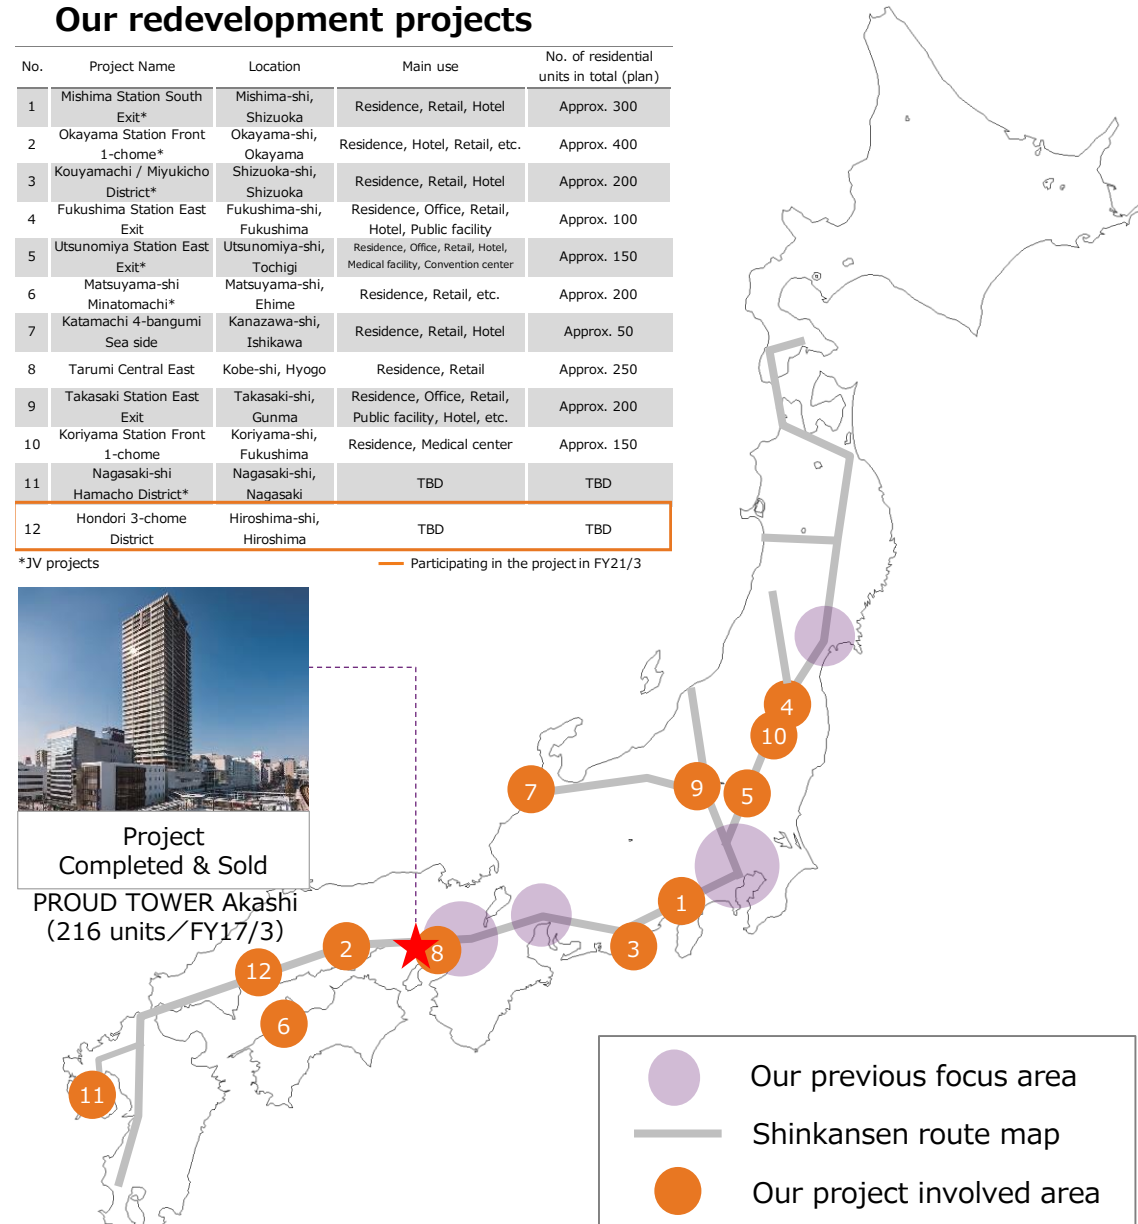 Our redevelopment projects
No. Project Name Location Main use No. of residential
units in total (plan)
1 Mishima Station South Mishima-shi, Residence, Retail, Hotel Approx. 300
Exit* Shizuoka
2 Okayama Station Front Okayama-shi, Residence, Hotel, Retail, etc. Approx. 400
1-chome* Okayama
3 Kouyamachi / Miyukicho Shizuoka-shi, Residence, Retail, Hotel Approx. 200
District* Shizuoka
4 Fukushima Station East Fukushima-shi, Residence, Office, Retail, Approx. 100
Exit Fukushima Hotel, Public facility
5 Utsunomiya Station East Utsunomiya-shi, Residence, Office, Retail, Hotel, Approx. 150
Exit* Tochigi Medical facility, Convention center
6 Matsuyama-shi Matsuyama-shi, Residence, Retail, etc. Approx. 200
Minatomachi* Ehime
7 Katamachi 4-bangumi Kanazawa-shi, Residence, Retail, Hotel Approx. 50
Sea side Ishikawa
8 Tarumi Central East Kobe-shi, Hyogo Residence, Retail Approx. 250
9 Takasaki Station East Takasaki-shi, Residence, Office, Retail, Approx. 200
Exit Gunma Public facility, Hotel, etc.
10 Koriyama Station Front Koriyama-shi, Residence, Medical center Approx. 150
1-chome Fukushima
11 Nagasaki-shi Nagasaki-shi, TBD TBD
Hamacho District* Nagasaki
12 Hondori 3-chome Hiroshima-shi, TBD TBD
District Hiroshima
*JV projects Participating in the project in FY21/3
Project
Completed & Sold
PROUD TOWER Akashi
（216 units／FY17/3）
4
10
7
9
5
1
2
8
3
12
6
11
Our previous focus area
Shinkansen route map
Our project involved area